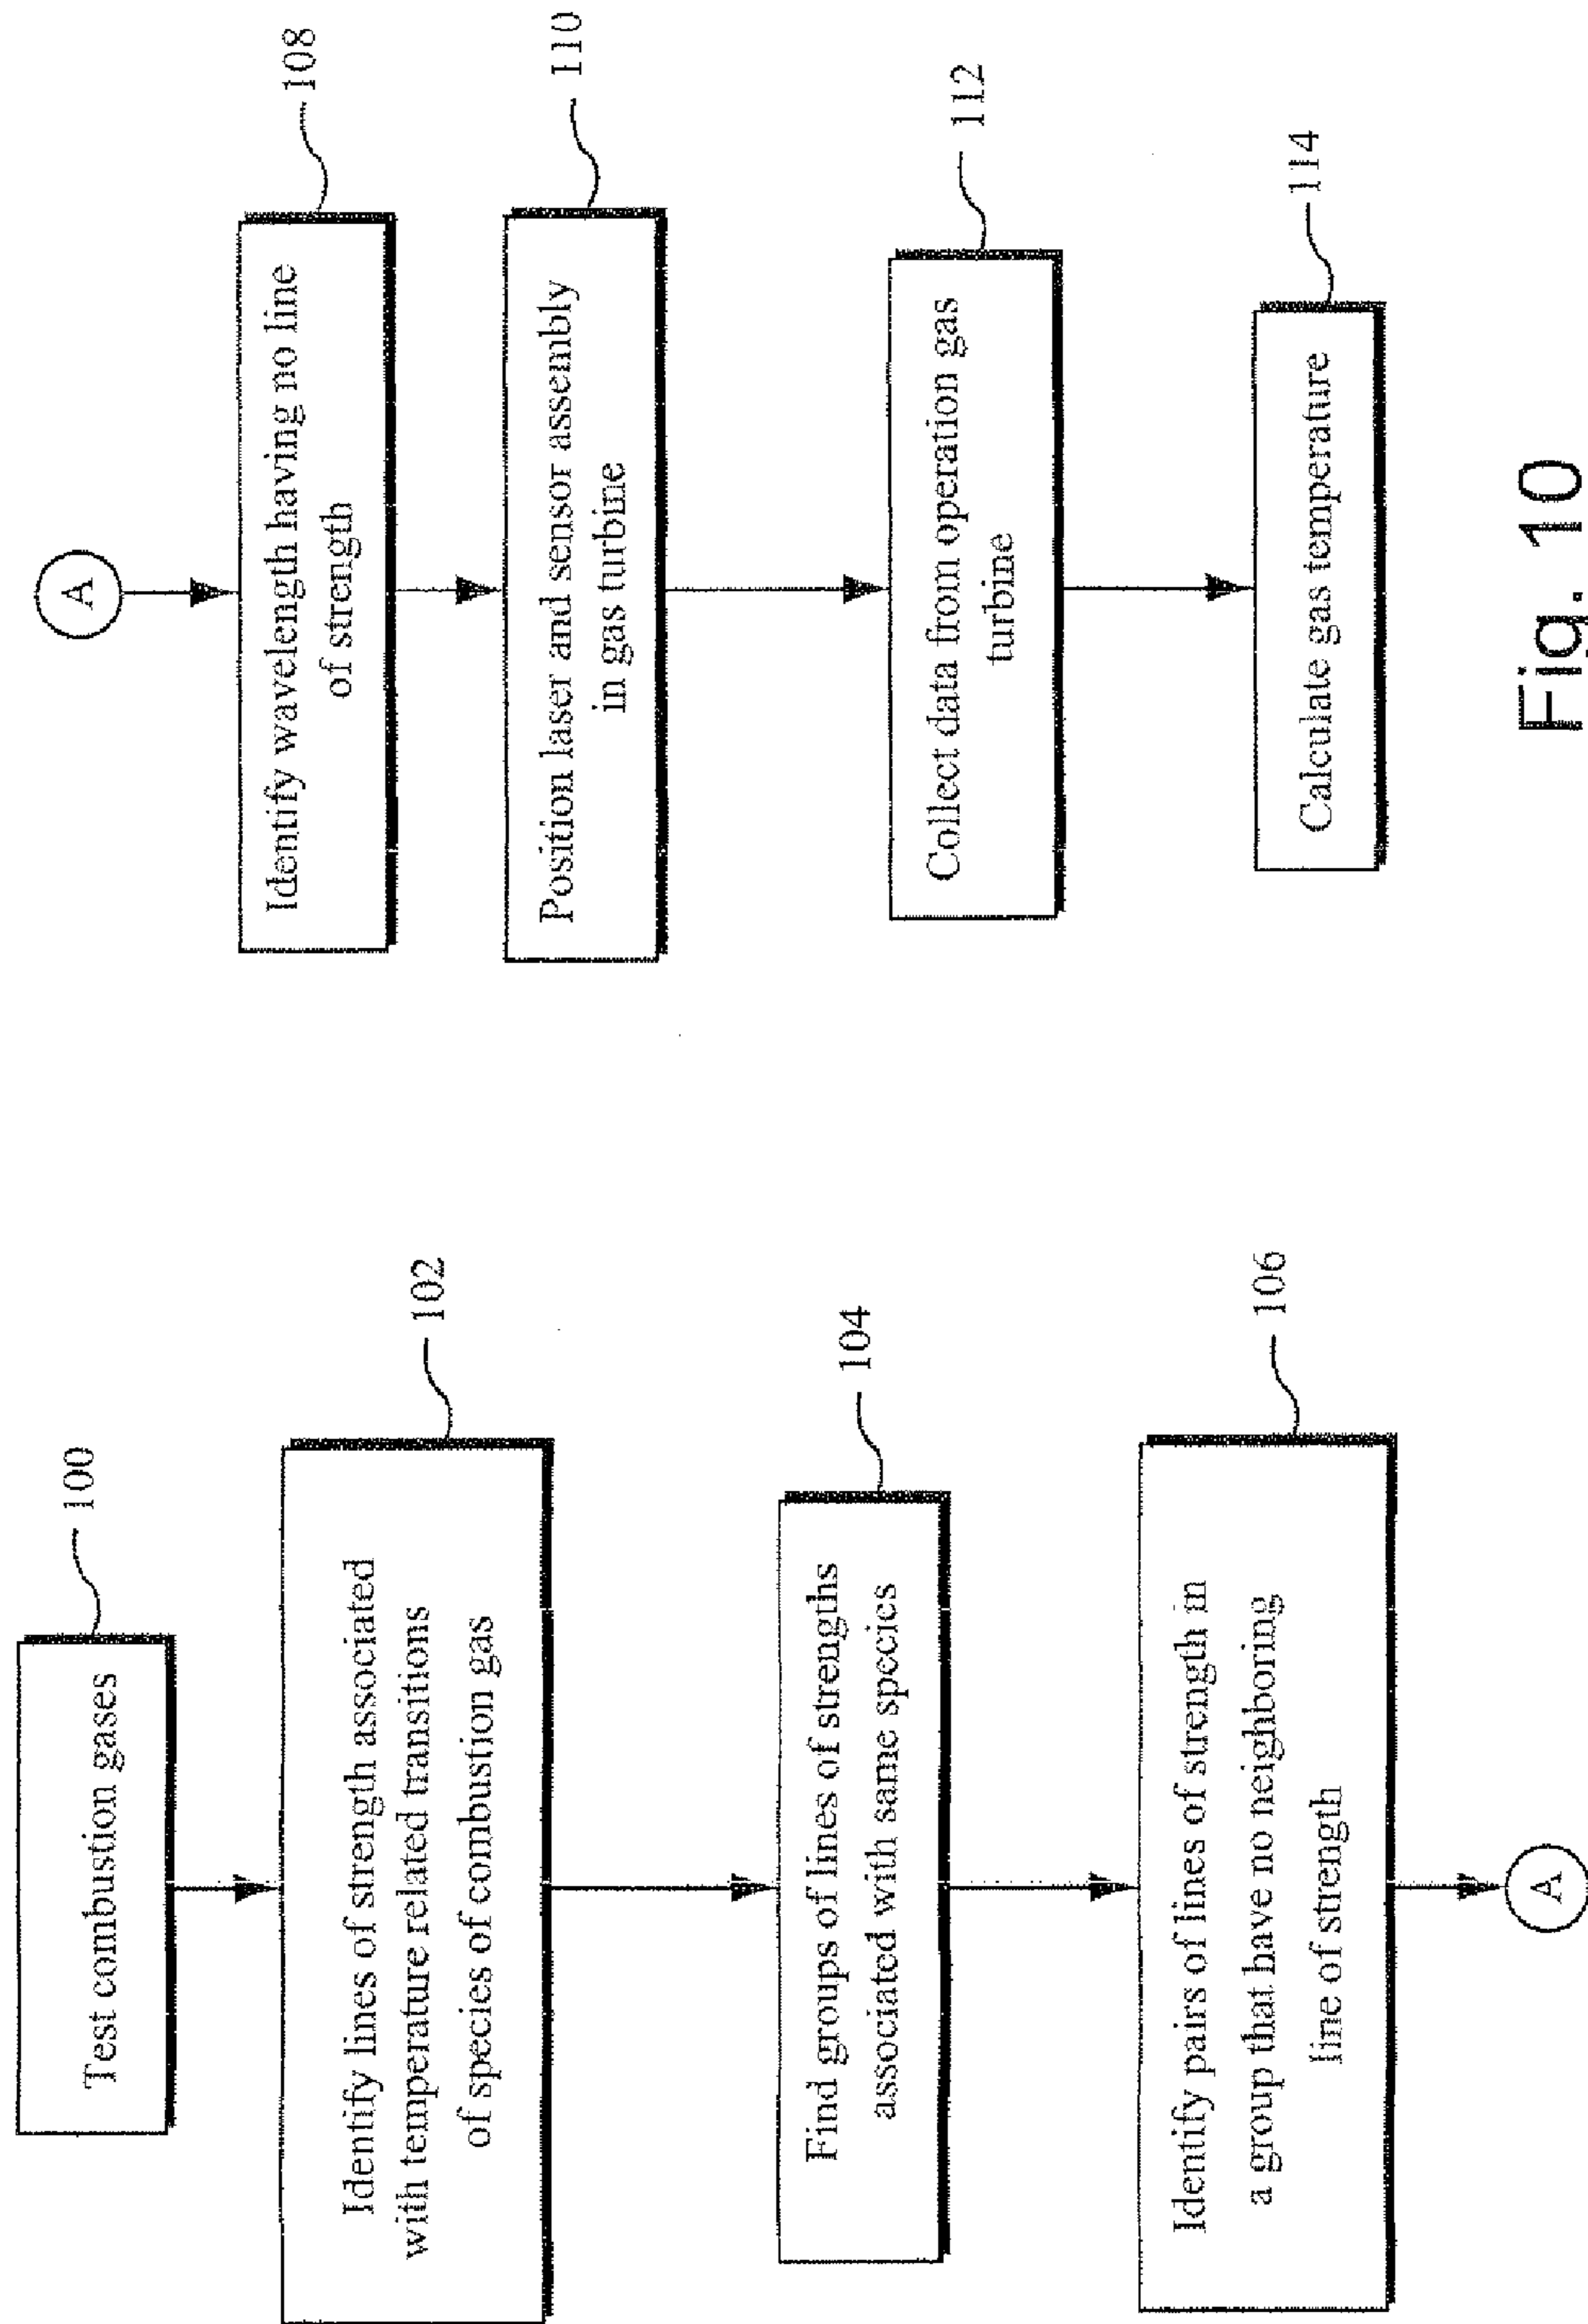 100
Test combustion gases
102
Identify lines of strength associated
with temperature related transitions
of species of combustion gas
104
Find groups of lines of strengths
associated with same species
106
Identify pairs of lines of strength in
a group that have no neighboring
line of strength
A
A
108
Identify wavelength having no line
of strength
110
Position laser and sensor assembly
in gas turbine
112
Collect data from operation gas
turbine
114
Calculate gas temperature
Fig. 10